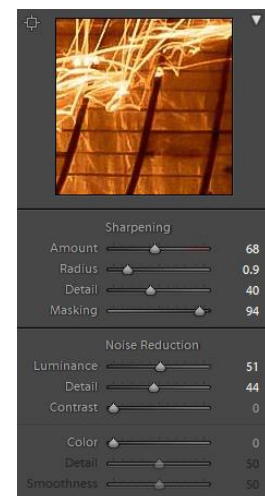 Sharpening
Amount 68
Radius 0.9
Detail 40
Masking 94
Noise Reduction
Luminance 51
Detail 44
Contrast 0
Color 0
Detail 50
Smoothness 50